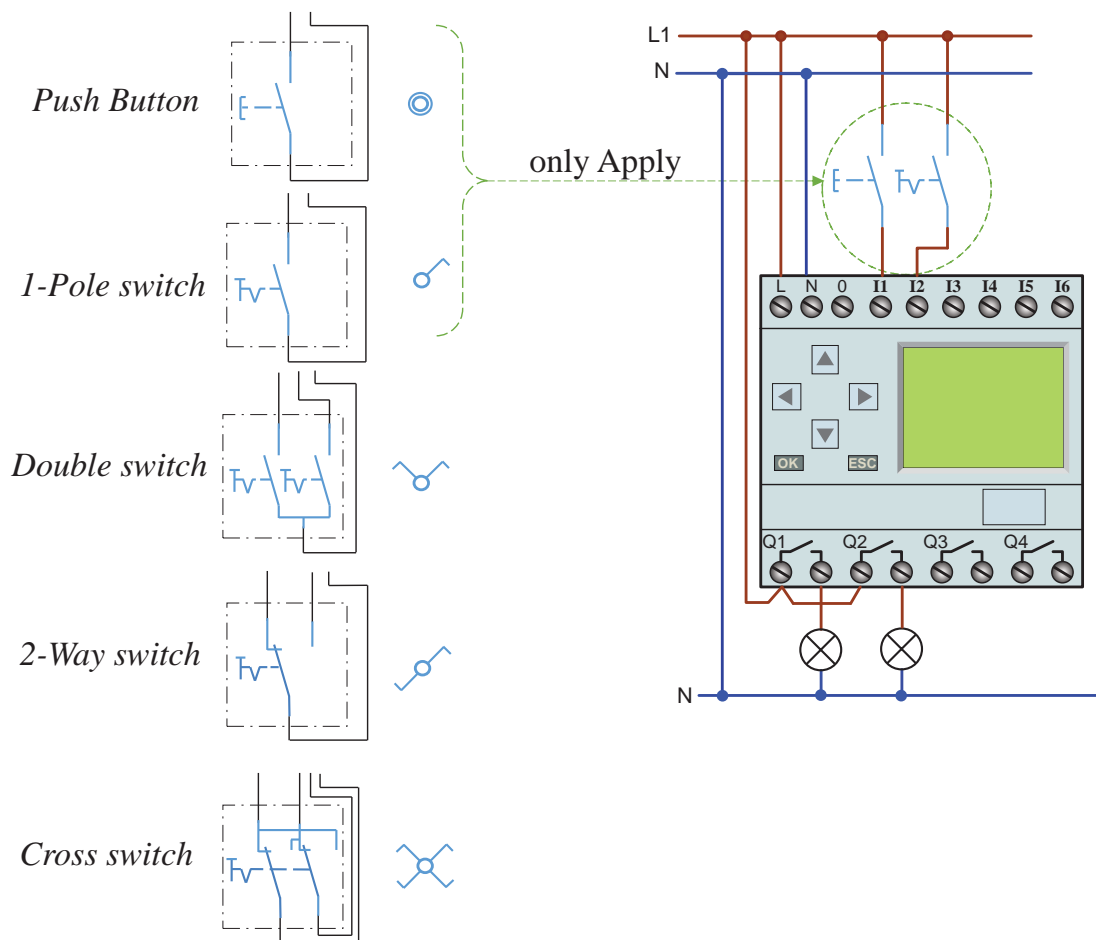 Push Button
1-Pole switch
Double switch
2-Way switch
Cross switch
only Apply
L1
N
L N 0 I1 I2 I3 I4 I5 I6
OK ESC
Q1 Q2 Q3 Q4
N